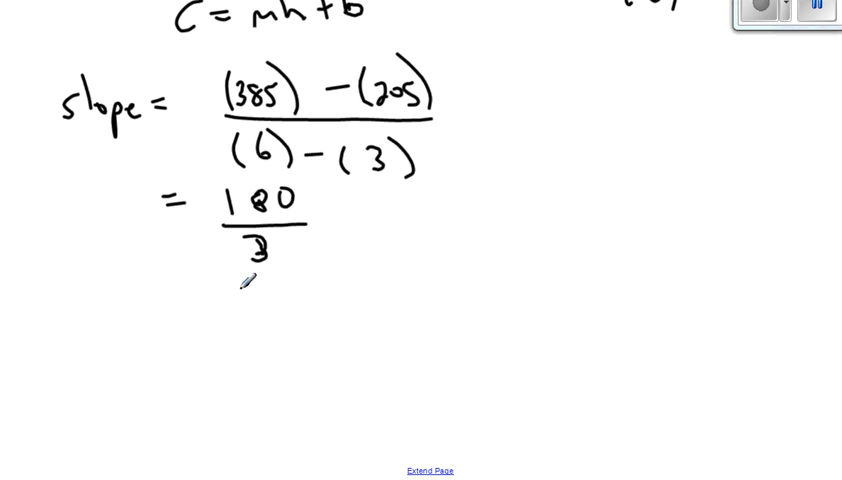 C = mh + b
slope = (385) - (205)
(6) - (3)
= 180
3
Extend Page